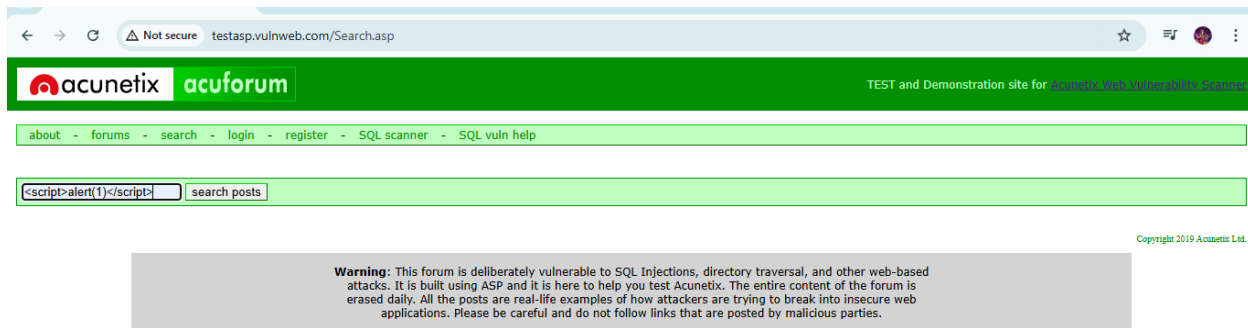 Not secure testasp.vulnweb.com/Search.asp
acunetix acuforum
TEST and Demonstration site for Acunetix Web Vulnerability Scanner
about - forums - search - login - register - SQL scanner - SQL vuln help
<script>alert(1)</script> search posts
Copyright 2019 Acunetix Ltd.
Warning: This forum is deliberately vulnerable to SQL Injections, directory traversal, and other web-based
attacks. It is built using ASP and it is here to help you test Acunetix. The entire content of the forum is
erased daily. All the posts are real-life examples of how attackers are trying to break into insecure web
applications. Please be careful and do not follow links that are posted by malicious parties.